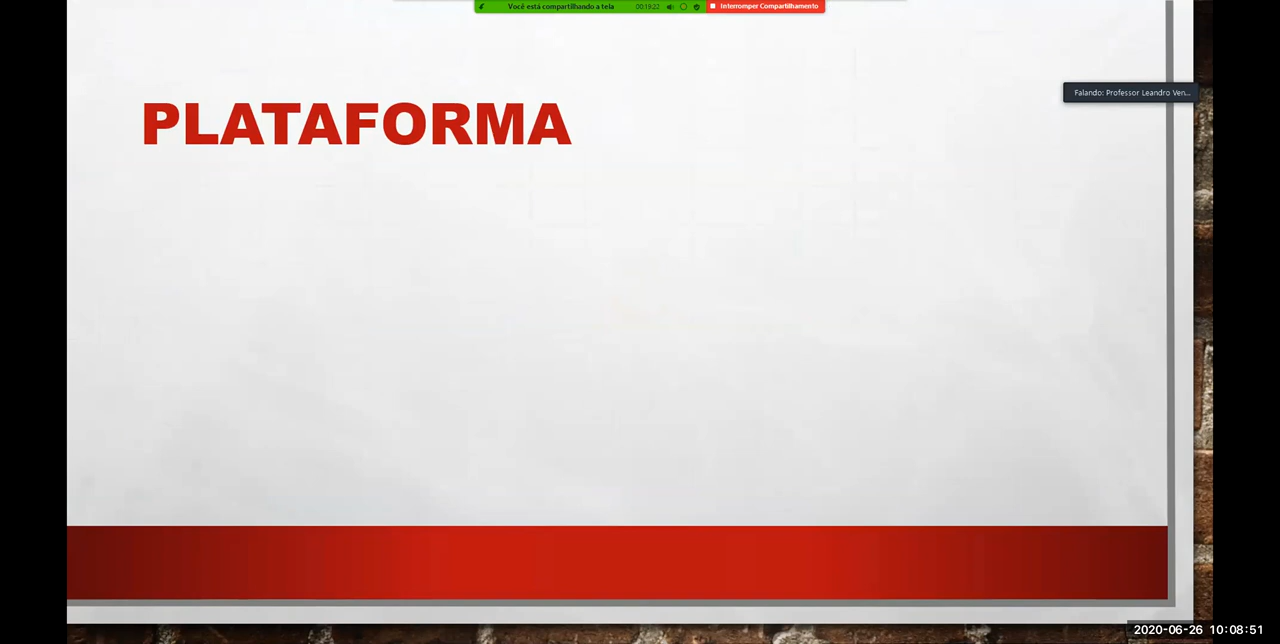 Você está compartilhando a tela
00:19:22
Interromper Compartilhamento
Falando: Professor Leandro Ven...
PLATAFORMA
2020-06-26 10:08:51